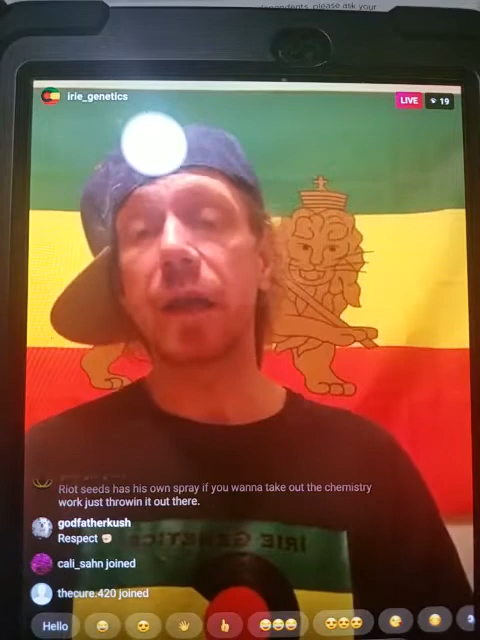 please ask your
irie_genetics
LIVE
19
Riot seeds has his own spray if you wanna take out the chemistry
work just throwin it out there.
godfatherkush
Respect
IRIE GENETICS
cali_sahn joined
thecure.420 joined
Hello